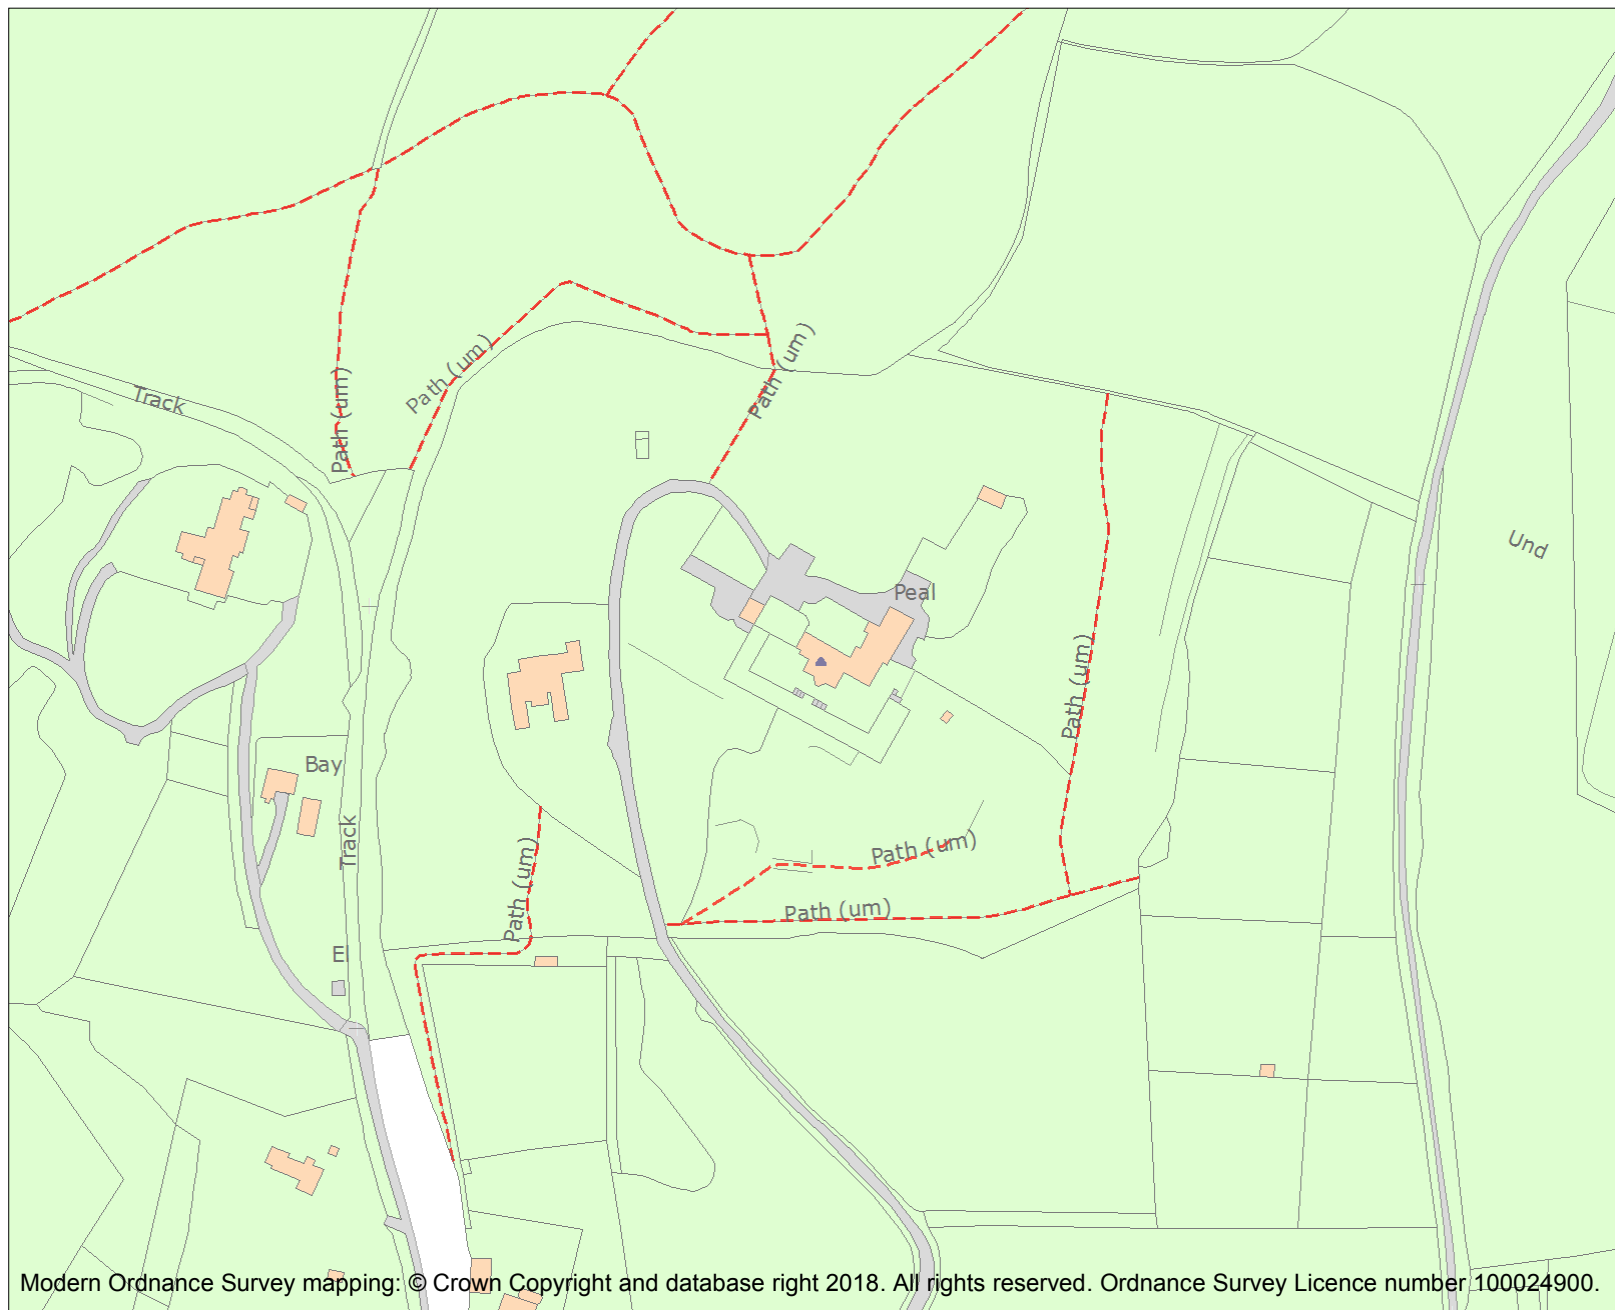 Path (um)
Path (um)
Path (um)
Track
Und
Peal
Path (um)
Bay
Track
Path (um)
Path (um)
Path (um)
El
Modern Ordnance Survey mapping: © Crown Copyright and database right 2018. All rights reserved. Ordnance Survey Licence number 100024900.